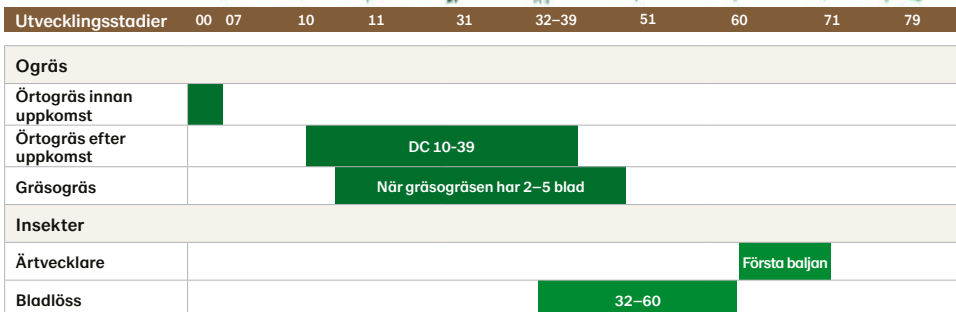 Utvecklingsstadier 00 07 10 11 31 32–39 51 60 71 79
Ogräs
Örtogräs innan
uppkomst
Örtogräs efter
uppkomst
DC 10-39
Gräsogräs
När gräsogräsen har 2–5 blad
Insekter
Ärtvecklare
Första baljan
Bladlöss
32–60